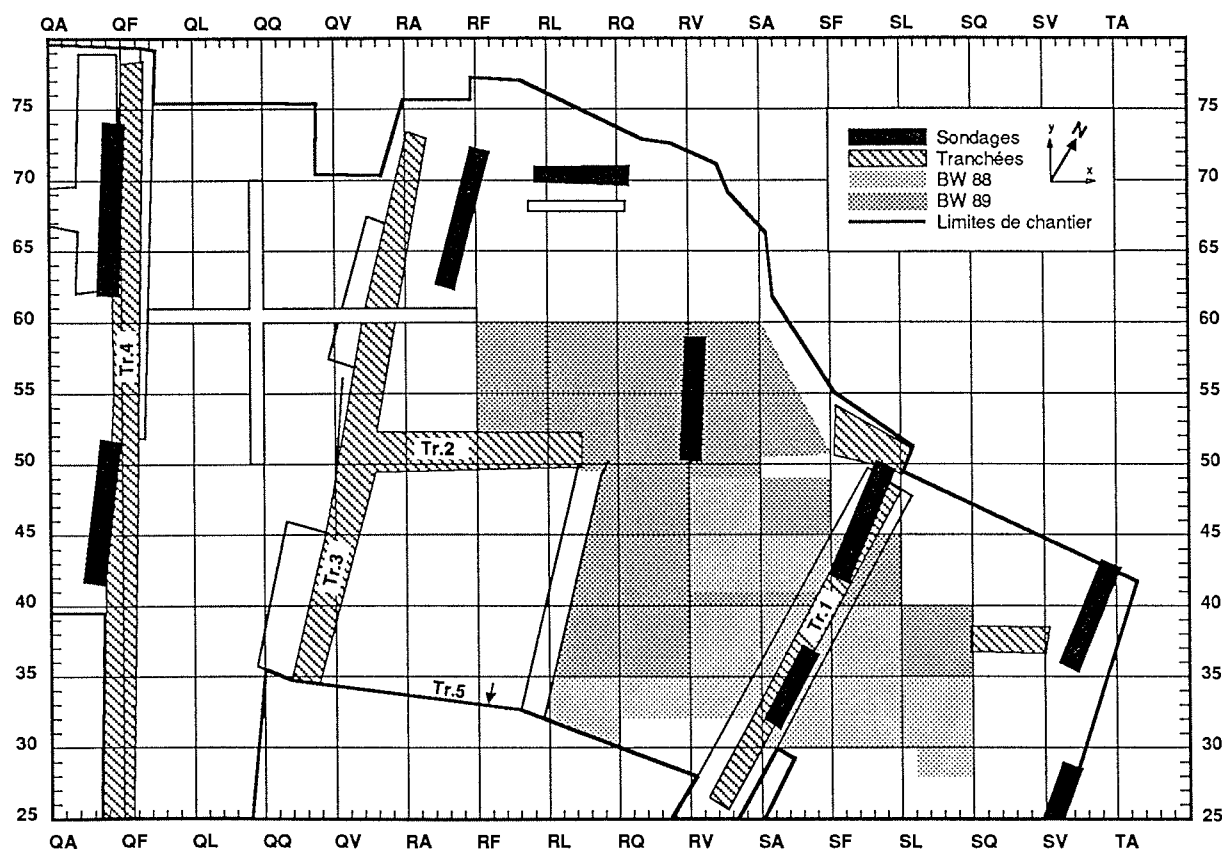 QA QF QL QQ QV RA RF RL RQ RV SA SF SL SQ SV TA
75 75
70 70
65 65
60 60
55 55
50 50
45 45
40 40
35 35
30 30
25 25
Sondages
Tranchées
BW 88
BW 89
Limites de chantier
y N
x
Tr.4
Tr.2
Tr.3
Tr.1
Tr.5
QA QF QL QQ QV RA RF RL RQ RV SA SF SL SQ SV TA